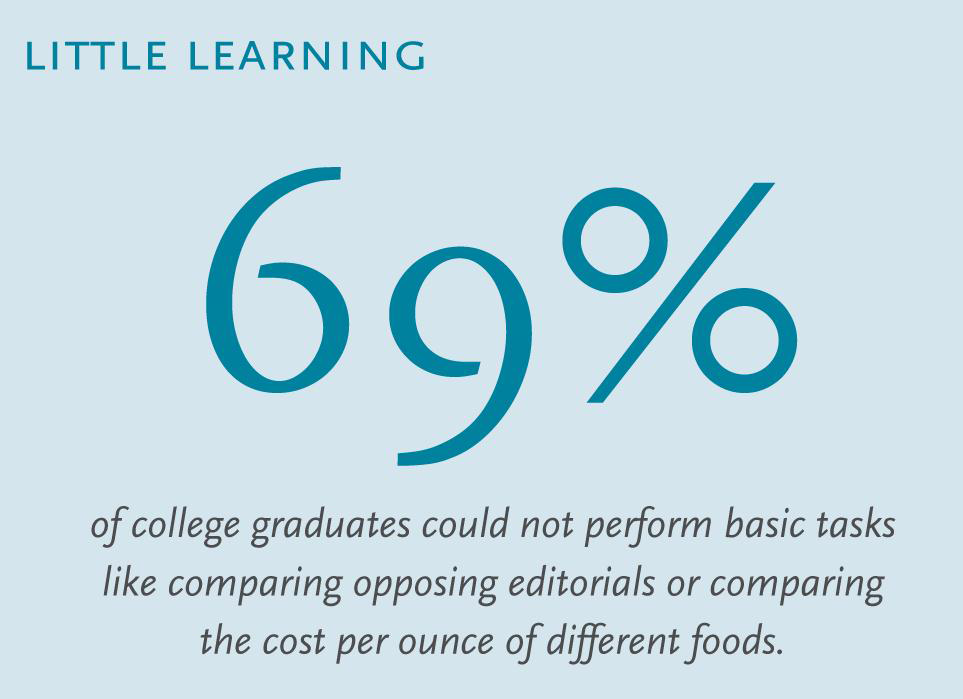 LITTLE LEARNING
69%
of college graduates could not perform basic tasks
like comparing opposing editorials or comparing
the cost per ounce of different foods.